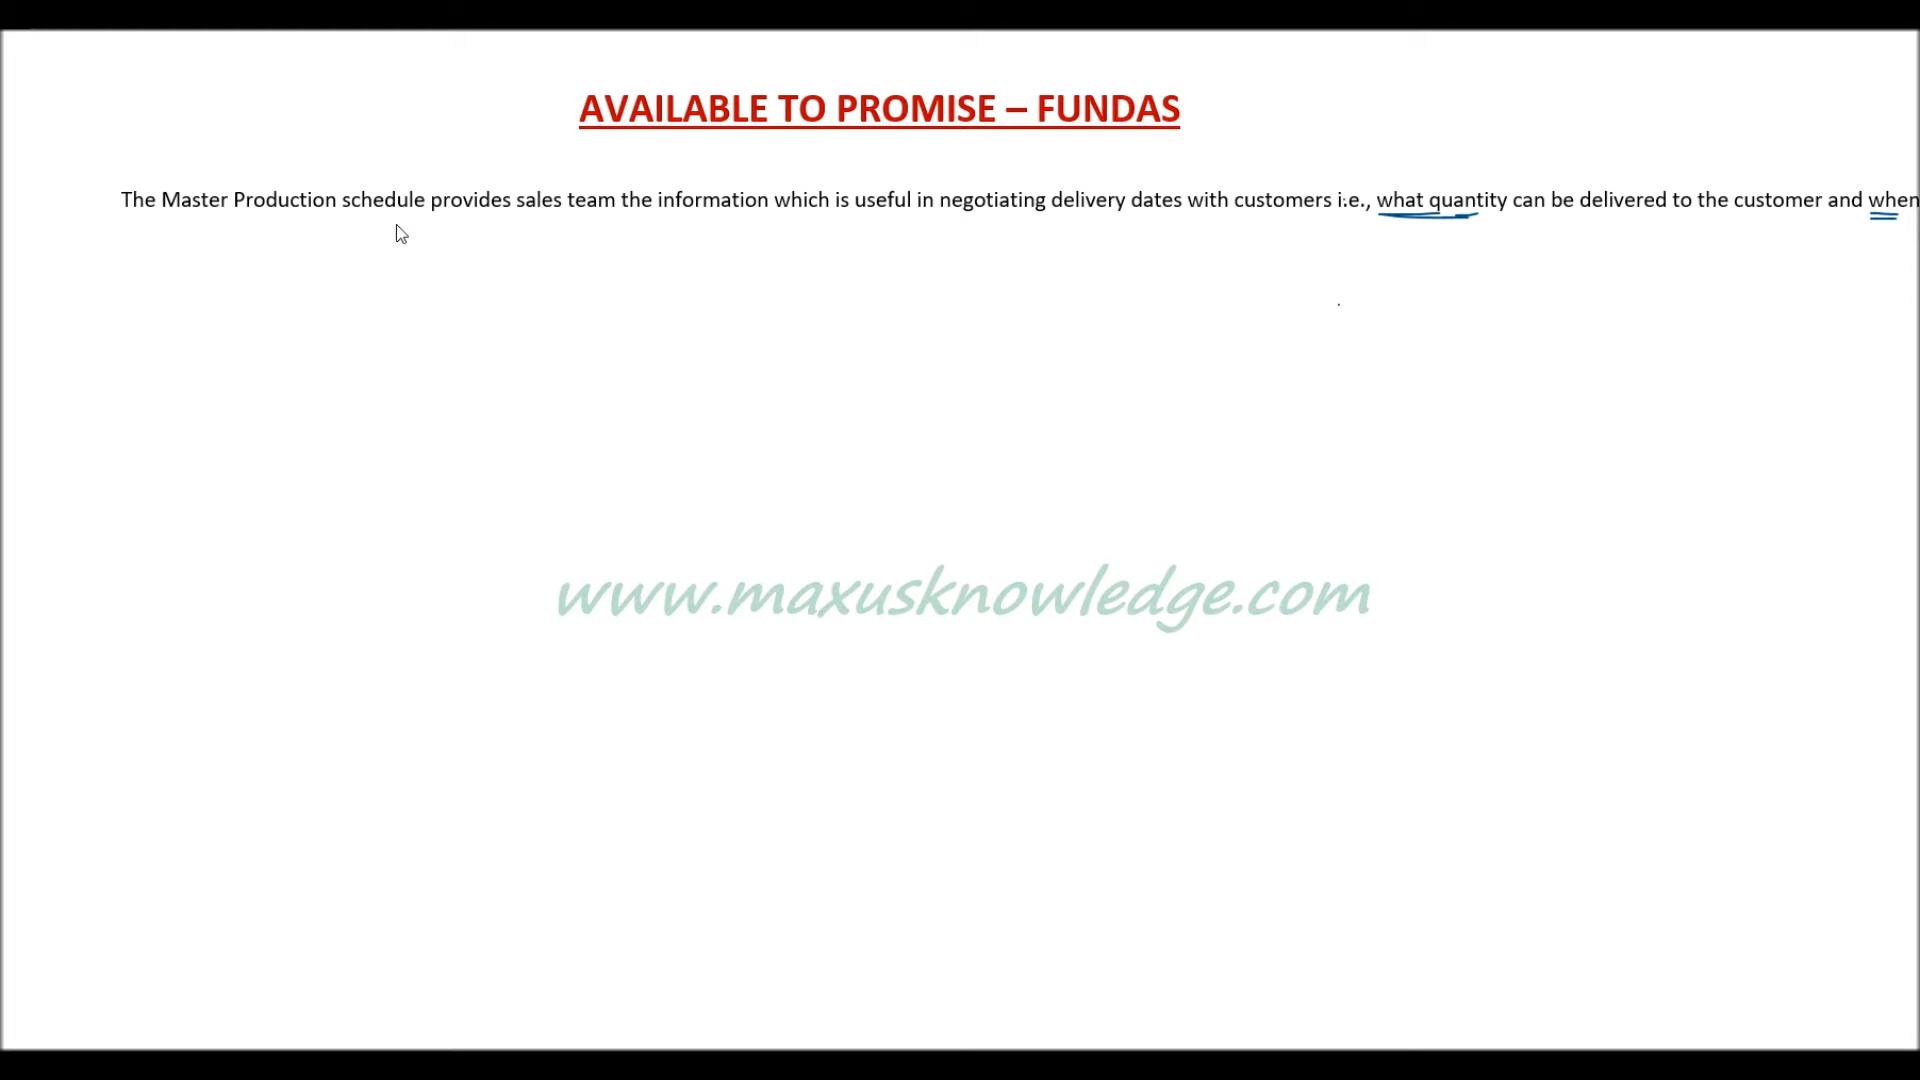 AVAILABLE TO PROMISE – FUNDAS
The Master Production schedule provides sales team the information which is useful in negotiating delivery dates with customers i.e., what quantity can be delivered to the customer and when
www.maxusknowledge.com